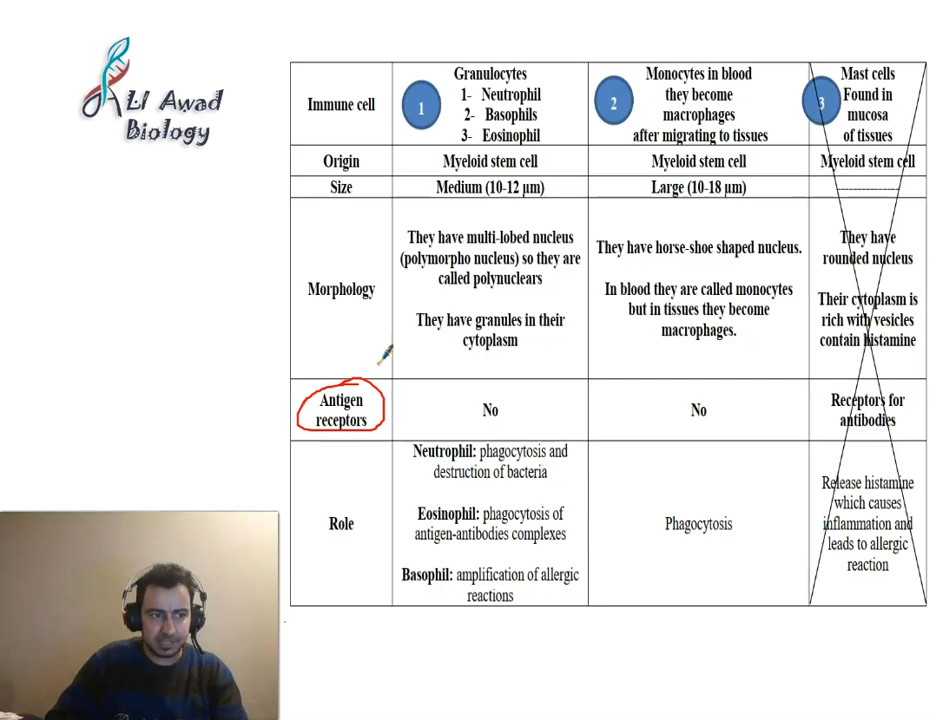 ALI Awad
Biology
Immune cell
1
Granulocytes
1- Neutrophil
2- Basophils
3- Eosinophil
2
Monocytes in blood
they become
macrophages
after migrating to tissues
3
Mast cells
Found in
mucosa
of tissues
Origin
Myeloid stem cell
Myeloid stem cell
Myeloid stem cell
Size
Medium (10-12 µm)
Large (10-18 µm)
---------------
Morphology
They have multi-lobed nucleus
(polymorpho nucleus) so they are
called polynuclears
They have granules in their
cytoplasm
They have horse-shoe shaped nucleus.
In blood they are called monocytes
but in tissues they become
macrophages.
They have
rounded nucleus
Their cytoplasm is
rich with vesicles
contain histamine
Antigen
receptors
No
No
Receptors for
antibodies
Role
Neutrophil: phagocytosis and
destruction of bacteria
Eosinophil: phagocytosis of
antigen-antibodies complexes
Basophil: amplification of allergic
reactions
Phagocytosis
Release histamine
which causes
inflammation and
leads to allergic
reaction